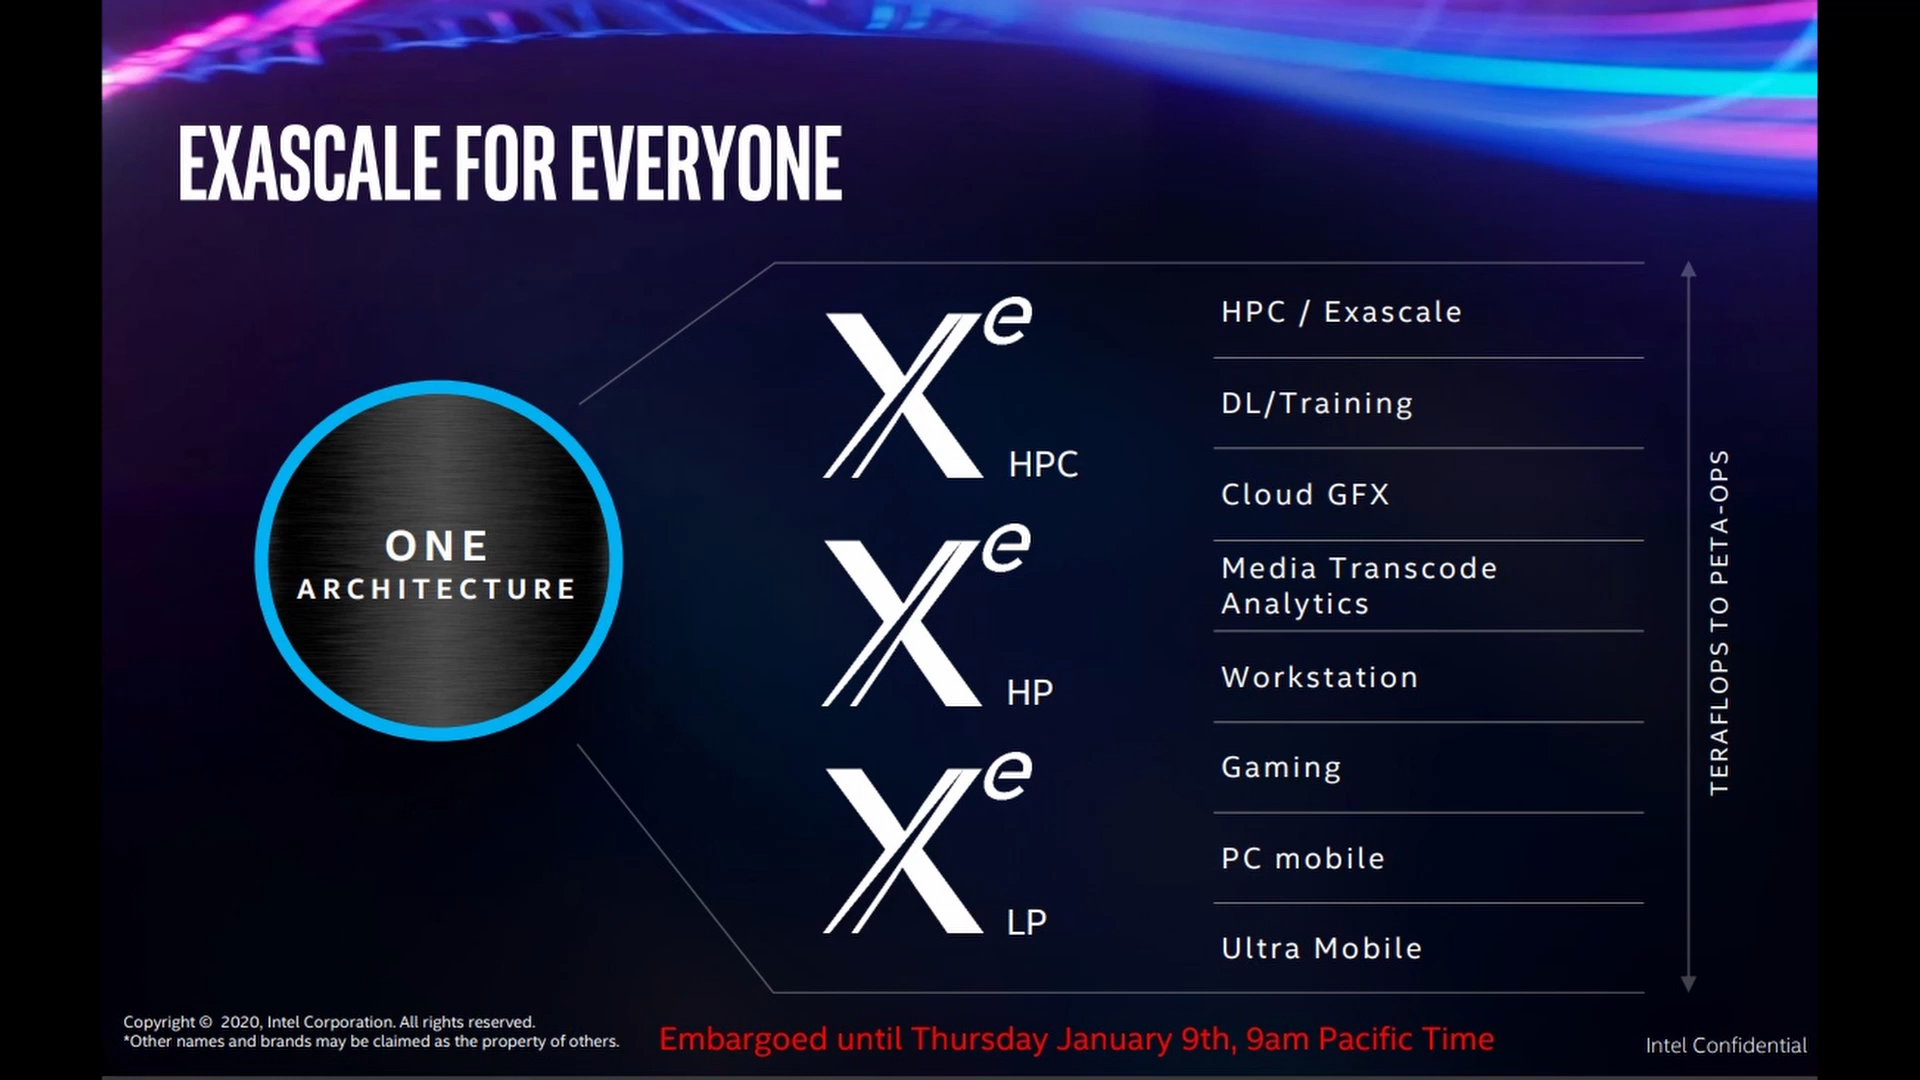 EXASCALE FOR EVERYONE
ONE
ARCHITECTURE
Xe
HPC
Xe
HP
Xe
LP
HPC / Exascale
DL/Training
Cloud GFX
Media Transcode
Analytics
Workstation
Gaming
PC mobile
Ultra Mobile
TERAFLOPS TO PETA-OPS
Copyright © 2020, Intel Corporation. All rights reserved.
*Other names and brands may be claimed as the property of others.
Embargoed until Thursday January 9th, 9am Pacific Time
Intel Confidential